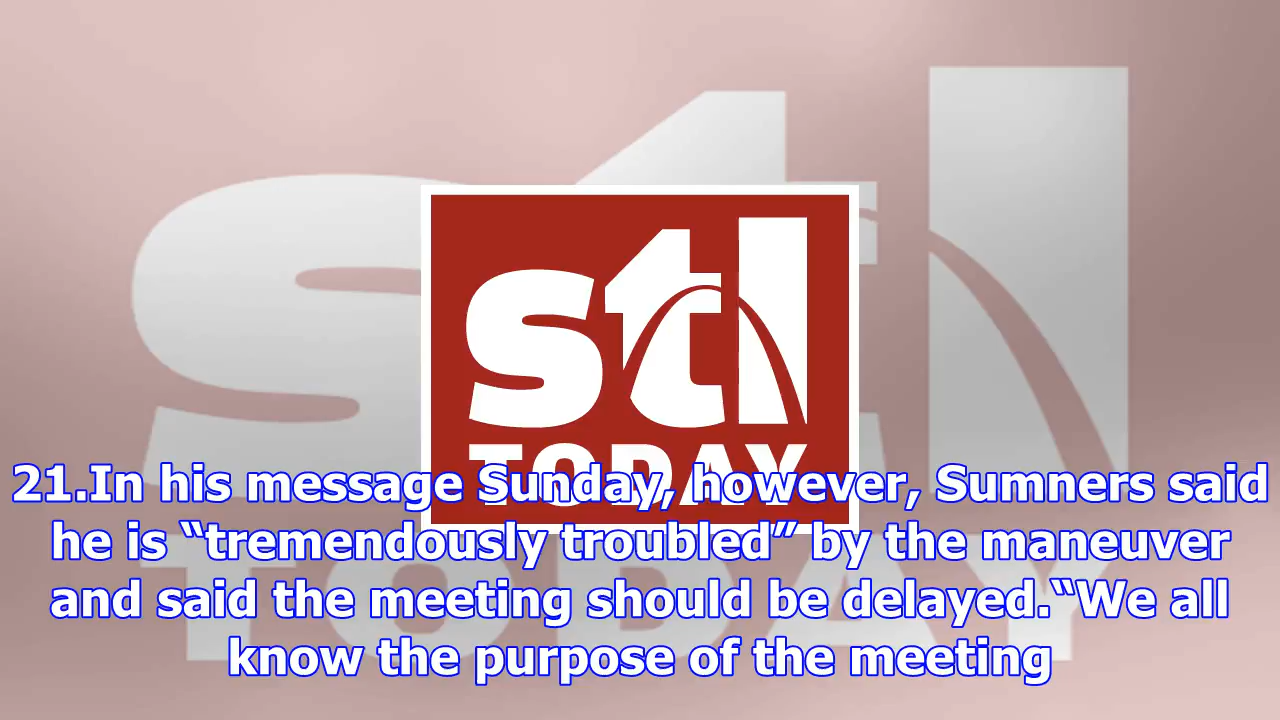 stl
TODAY
21.In his message Sunday, however, Sumners said
he is “tremendously troubled” by the maneuver
and said the meeting should be delayed.“We all
know the purpose of the meeting